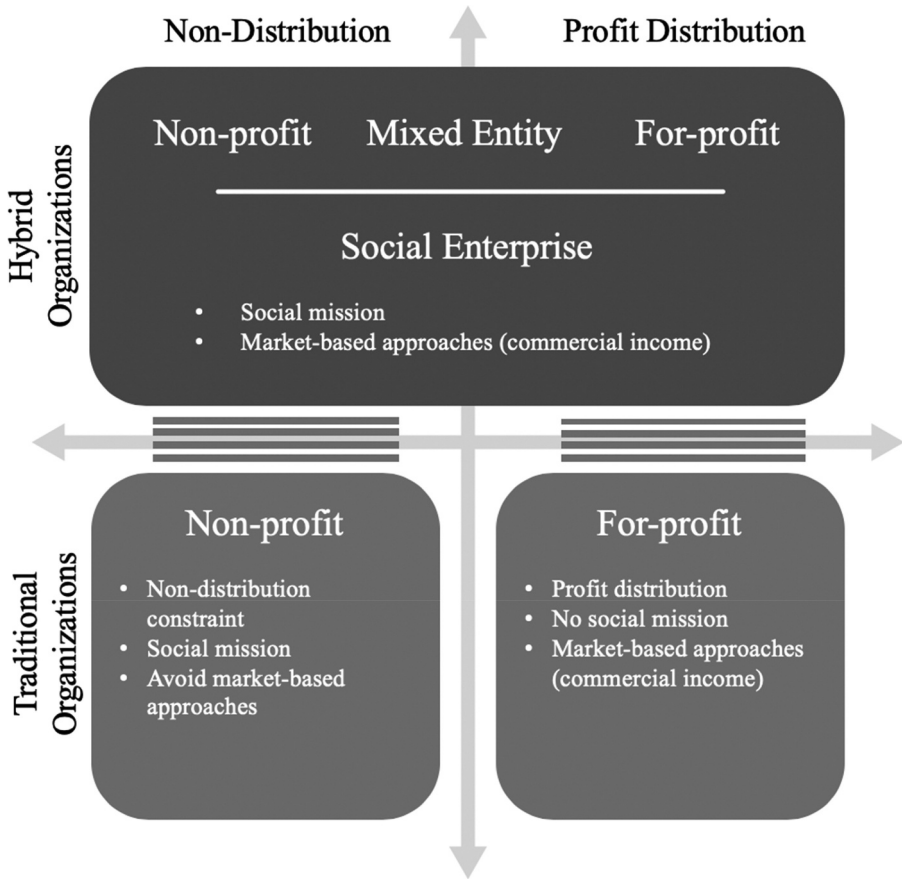 Non-Distribution
Profit Distribution
Hybrid
Organizations
Non-profit
Mixed Entity
For-profit
Social Enterprise
• Social mission
• Market-based approaches (commercial income)
Traditional
Organizations
Non-profit
• Non-distribution
constraint
• Social mission
• Avoid market-based
approaches
For-profit
• Profit distribution
• No social mission
• Market-based approaches
(commercial income)